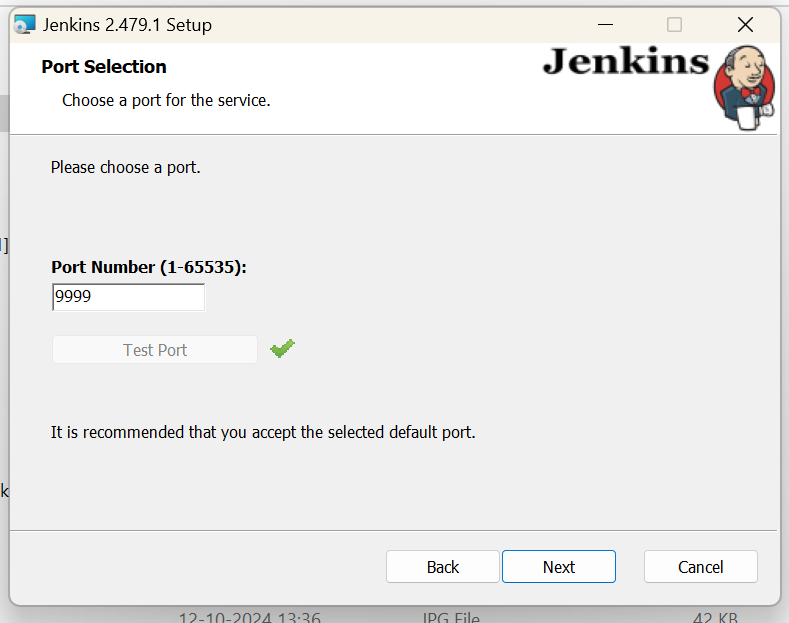 Jenkins 2.479.1 Setup
Port Selection
Jenkins
Choose a port for the service.
Please choose a port.
Port Number (1-65535):
9999
Test Port
It is recommended that you accept the selected default port.
Back
Next
Cancel
12-10-2024 13:36
JPG File
42 KB